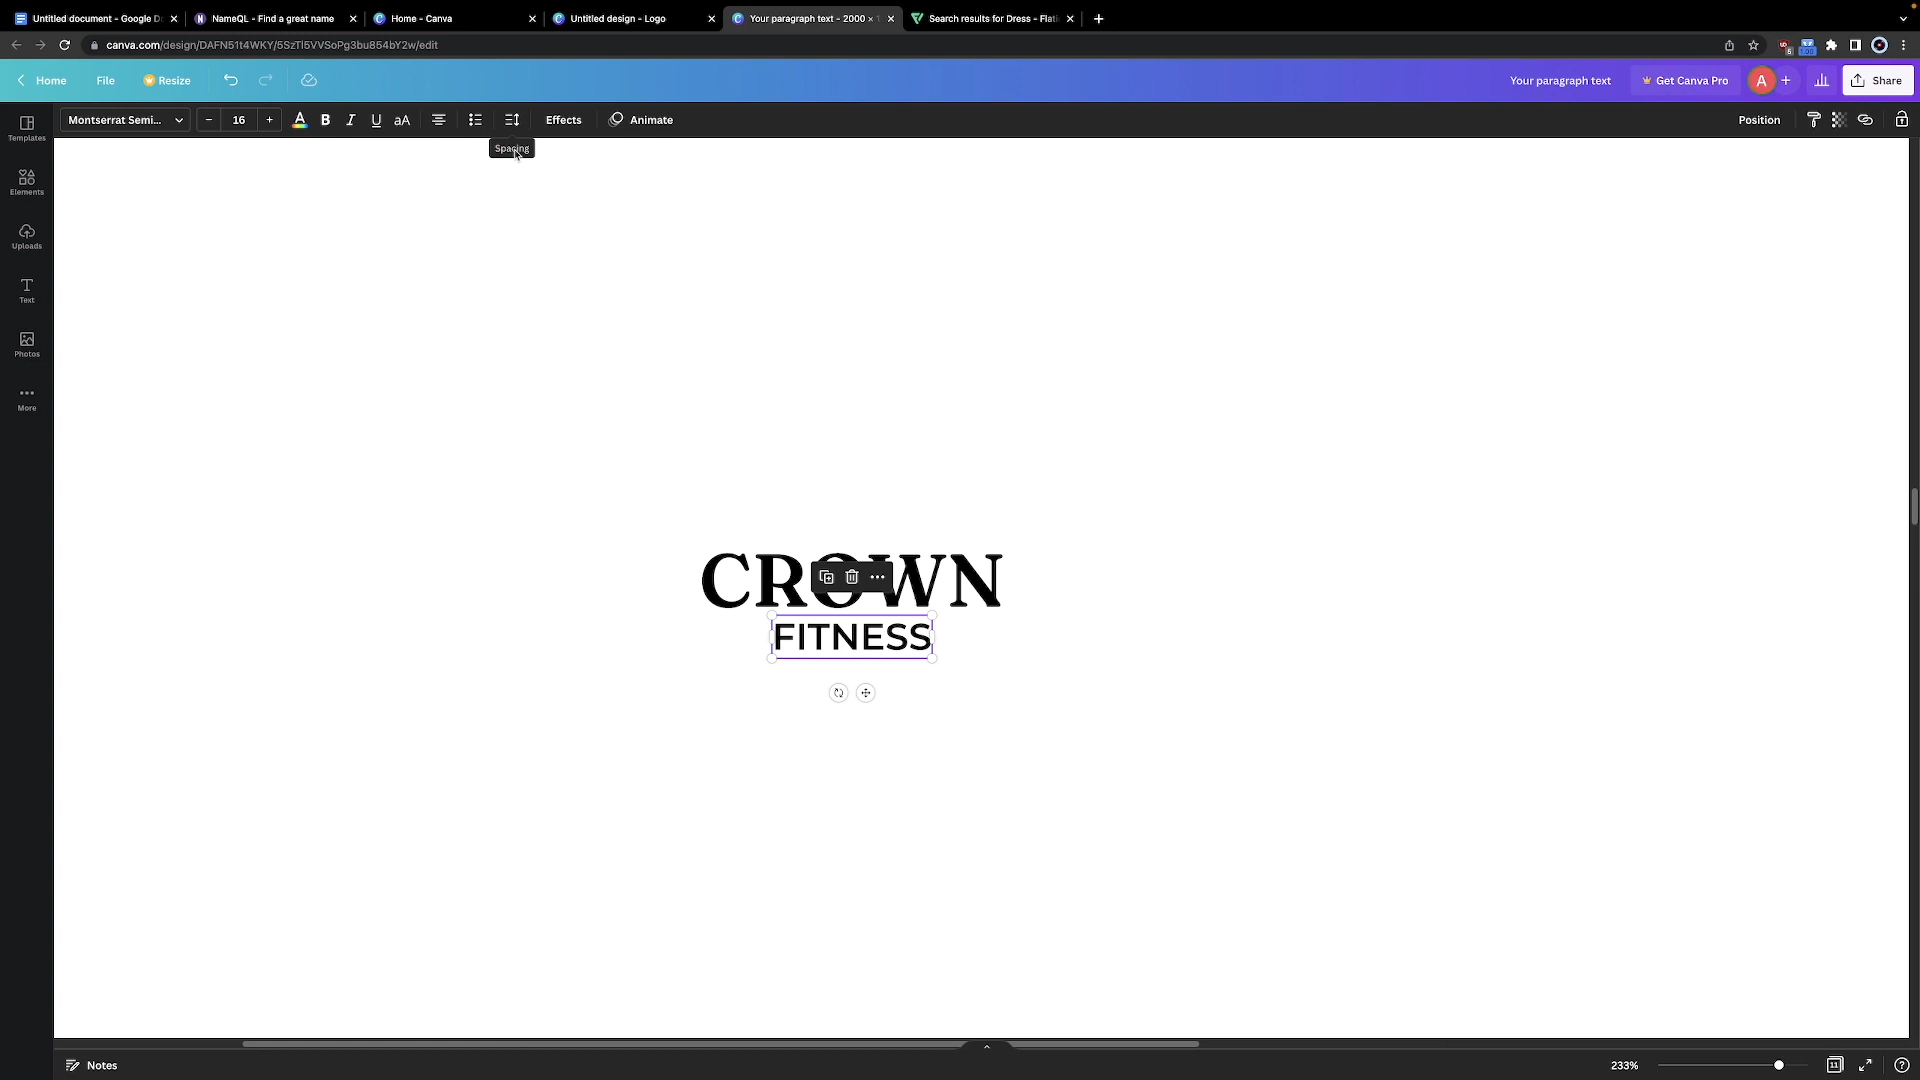 Untitled document - Google D
NameQL - Find a great name
Home - Canva
Untitled design - Logo
Your paragraph text - 2000 ×
Search results for Dress - Flati
canva.com/design/DAFN51t4WKY/5SzTl5VVSoPg3bu854bY2w/edit
Home
File
Resize
Your paragraph text
Get Canva Pro
A
Share
Montserrat Semi...
16
A
B
I
U
aA
Effects
Animate
Position
Spacing
Templates
Elements
Uploads
Text
Photos
More
CROWN
FITNESS
Notes
233%
11